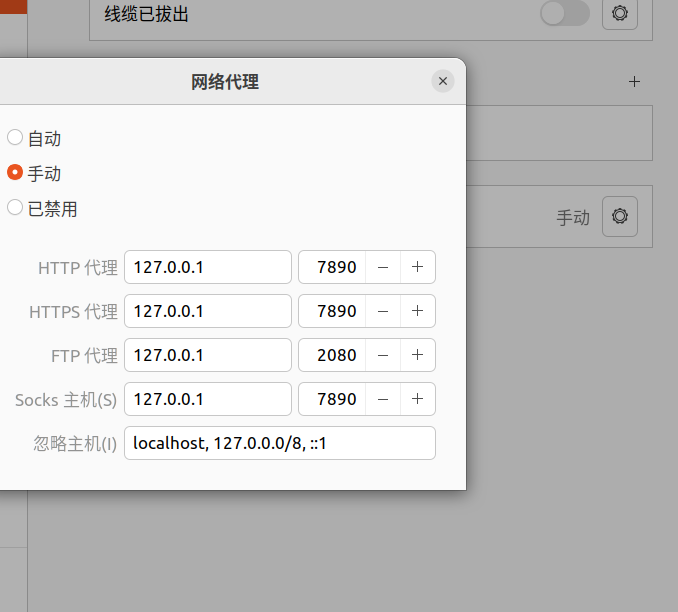 线缆已拔出
网络代理
自动
手动
已禁用
手动
HTTP 代理 127.0.0.1 7890
HTTPS 代理 127.0.0.1 7890
FTP 代理 127.0.0.1 2080
Socks 主机(S) 127.0.0.1 7890
忽略主机(I) localhost, 127.0.0.0/8, ::1